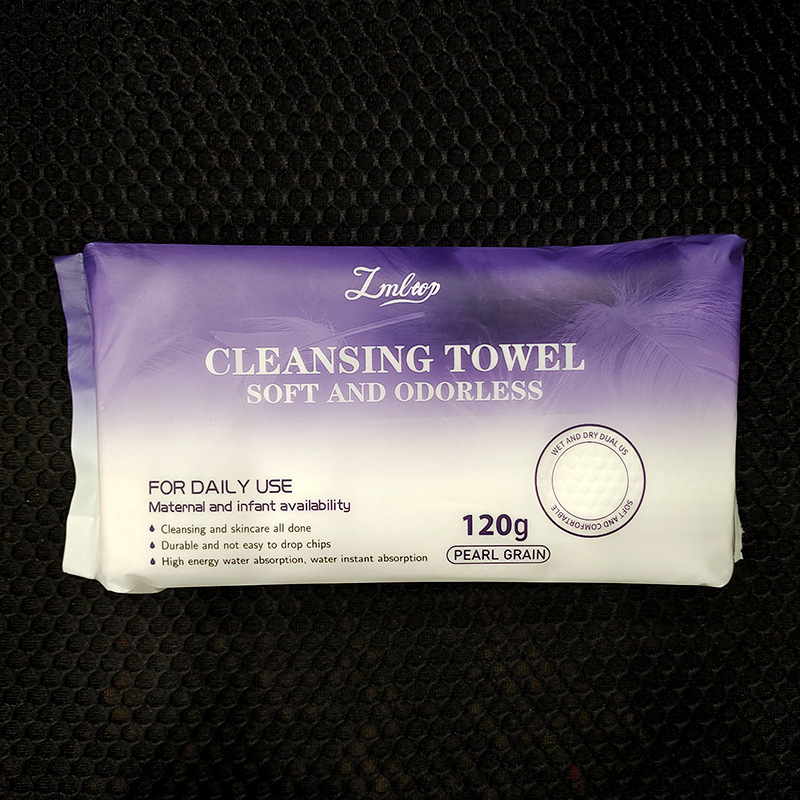 Zmltop
CLEANSING TOWEL
SOFT AND ODORLESS
WET AND DRY DUAL US
SOFT AND COMFORTABLE
FOR DAILY USE
Maternal and infant availability
Cleansing and skincare all done
Durable and not easy to drop chips
High energy water absorption, water instant absorption
120g
PEARL GRAIN